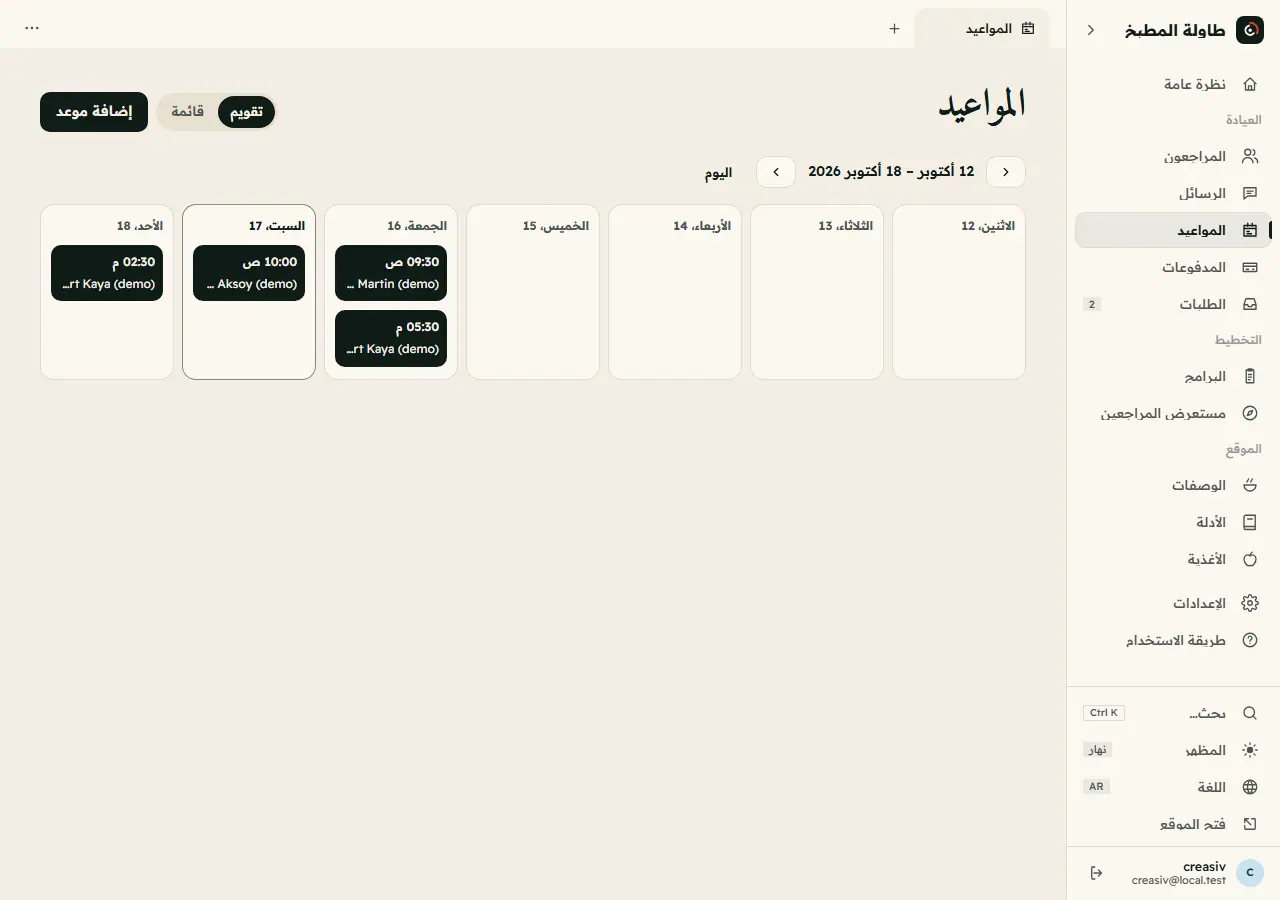 طاولة المطبخ
نظرة عامة
العيادة
المراجعون
الرسائل
المواعيد
المدفوعات
الطلبات 2
التخطيط
البرامج
مستعرض المراجعين
الموقع
الوصفات
الأدلة
الأغذية
الإعدادات
طريقة الاستخدام
بحث... Ctrl K
المظهر نهار
اللغة AR
فتح الموقع
C
creasiv
creasiv@local.test
المواعيد
المواعيد
تقويم قائمة
إضافة موعد
12 أكتوبر – 18 أكتوبر 2026
اليوم
الاثنين، 12
الثلاثاء، 13
الأربعاء، 14
الخميس، 15
الجمعة، 16
09:30 ص
... Martin (demo)
05:30 م
...rt Kaya (demo)
السبت، 17
10:00 ص
... Aksoy (demo)
الأحد، 18
02:30 م
...rt Kaya (demo)